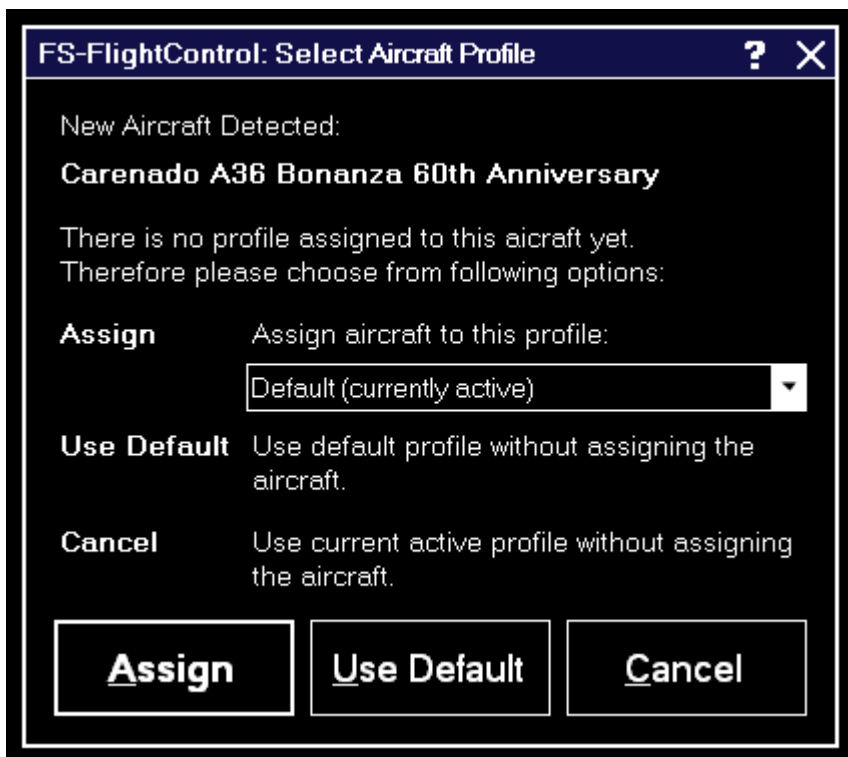 FS-FlightControl: Select Aircraft Profile ? X
New Aircraft Detected:
Carenado A36 Bonanza 60th Anniversary
There is no profile assigned to this aicraft yet.
Therefore please choose from following options:
Assign Assign aircraft to this profile:
Default (currently active)
Use Default Use default profile without assigning the
aircraft.
Cancel Use current active profile without assigning
the aircraft.
Assign Use Default Cancel